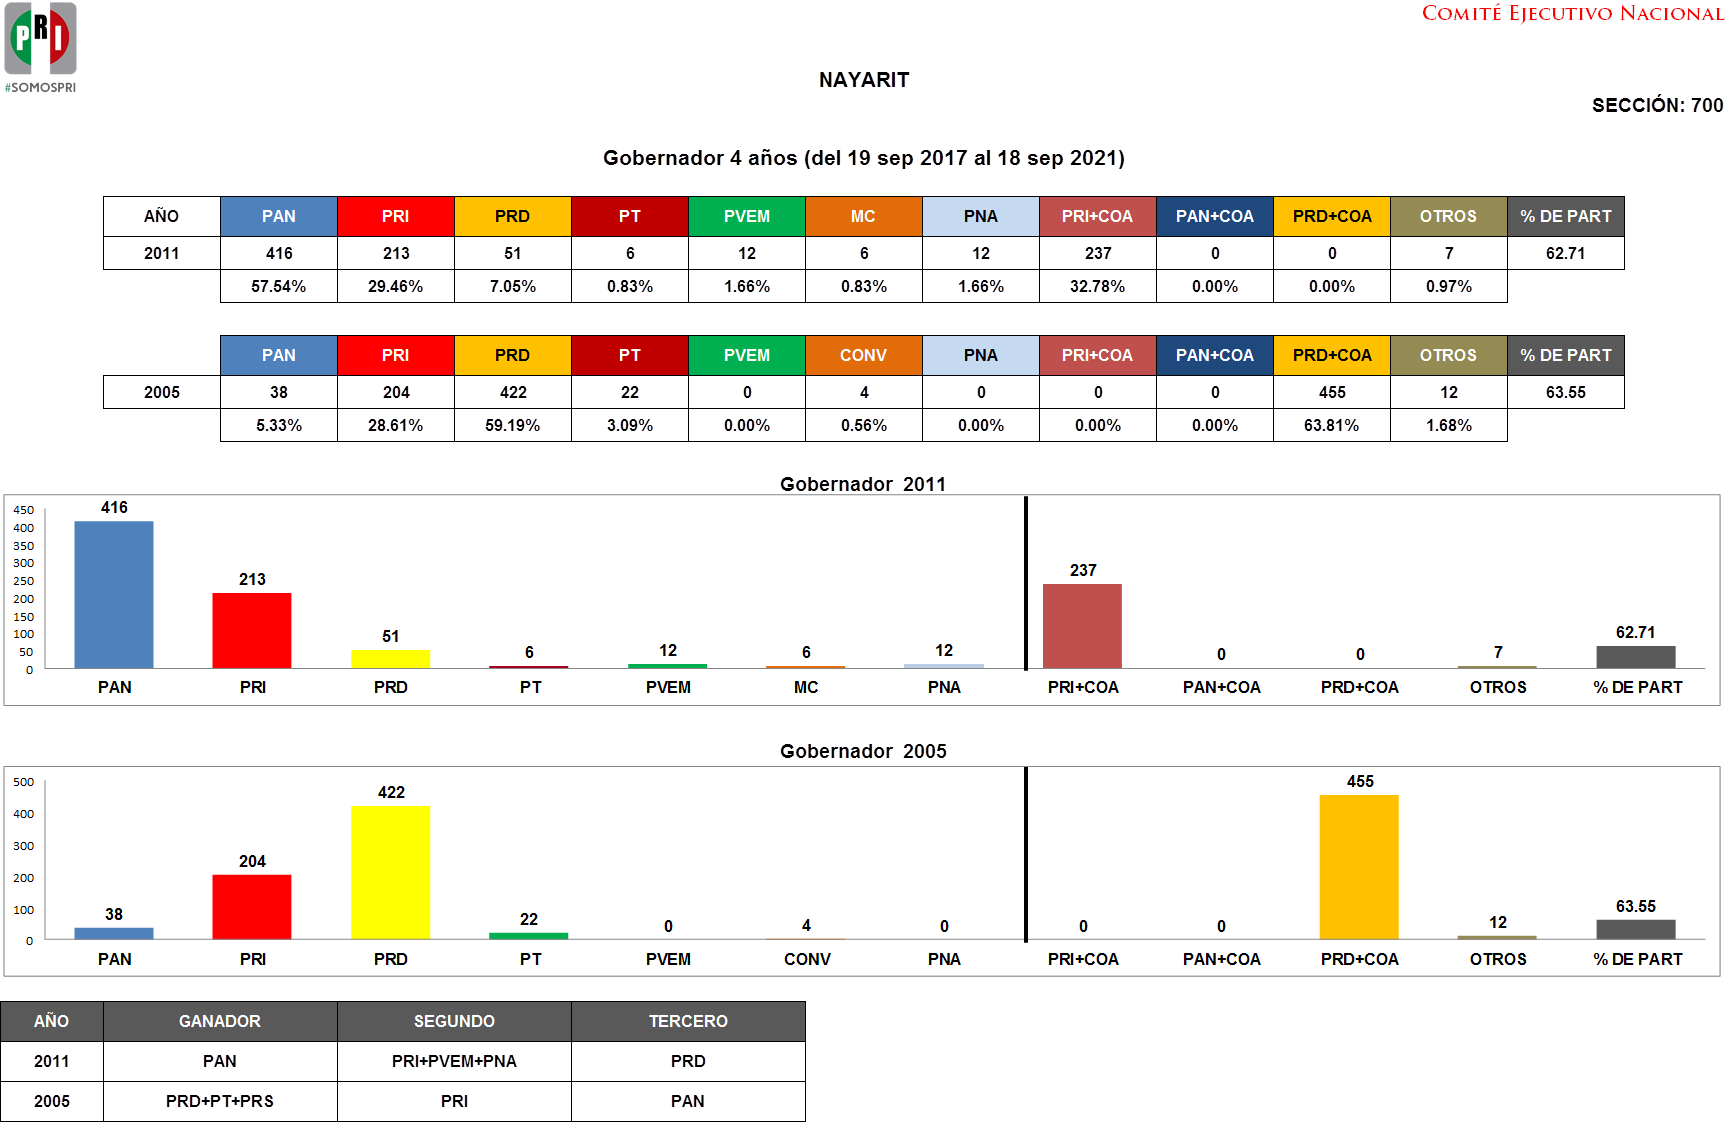 PRI
#SOMOSPRI
COMITÉ EJECUTIVO NACIONAL
NAYARIT
SECCIÓN: 700
Gobernador 4 años (del 19 sep 2017 al 18 sep 2021)
AÑO PAN PRI PRD PT PVEM MC PNA PRI+COA PAN+COA PRD+COA OTROS % DE PART
2011 416 213 51 6 12 6 12 237 0 0 7 62.71
57.54% 29.46% 7.05% 0.83% 1.66% 0.83% 1.66% 32.78% 0.00% 0.00% 0.97%
PAN PRI PRD PT PVEM CONV PNA PRI+COA PAN+COA PRD+COA OTROS % DE PART
2005 38 204 422 22 0 4 0 0 0 455 12 63.55
5.33% 28.61% 59.19% 3.09% 0.00% 0.56% 0.00% 0.00% 0.00% 63.81% 1.68%
Gobernador 2011
450
400
350
300
250
200
150
100
50
0
416 213 51 6 12 6 12 237 0 0 7 62.71
PAN PRI PRD PT PVEM MC PNA PRI+COA PAN+COA PRD+COA OTROS % DE PART
Gobernador 2005
500
400
300
200
100
0
38 204 422 22 0 4 0 0 0 455 12 63.55
PAN PRI PRD PT PVEM CONV PNA PRI+COA PAN+COA PRD+COA OTROS % DE PART
AÑO GANADOR SEGUNDO TERCERO
2011 PAN PRI+PVEM+PNA PRD
2005 PRD+PT+PRS PRI PAN